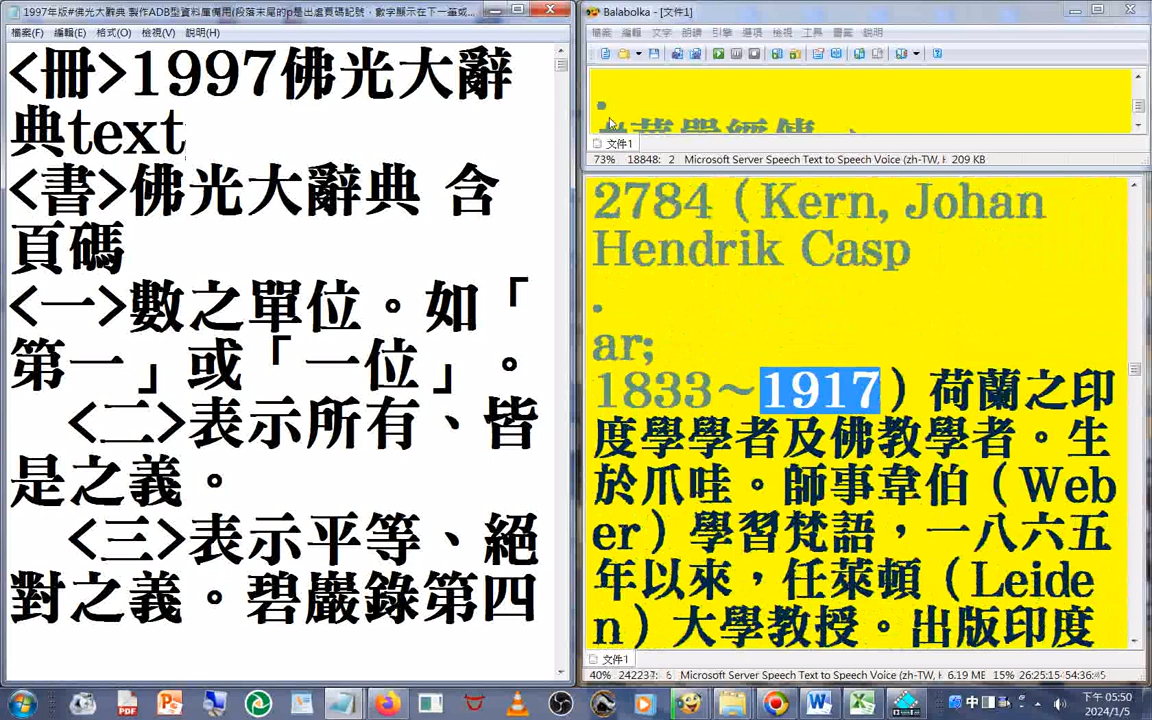 1997年版#佛光大辭典 製作ADB型資料庫備用(段落末尾的p是出處頁碼記號，數字顯示在下一筆或...
檔案(F) 編輯(E) 格式(O) 檢視(V) 說明(H)
<冊>1997佛光大辭
典text
<書>佛光大辭典 含
頁碼
<一>數之單位。如「
第一」或「一位」。
<二>表示所有、皆
是之義。
<三>表示平等、絕
對之義。碧巖錄第四
Balabolka - [文件1]
檔案 編輯 文字 朗讀 引擎 選項 檢視 工具 書籤 說明
.
#華嚴經傳、
文件1
73% 18848: 2 Microsoft Server Speech Text to Speech Voice (zh-TW, H 209 KB
2784（Kern, Johan
Hendrik Casp
.
ar;
1833～1917）荷蘭之印
度學學者及佛教學者。生
於爪哇。師事韋伯（Web
er）學習梵語，一八六五
年以來，任萊頓（Leide
n）大學教授。出版印度
文件1
40% 242237: 6 Microsoft Server Speech Text to Speech Voice (zh-TW, H 6.19 MB 15% 26:25:15 54:36:45
中
下午 05:50
2024/1/5